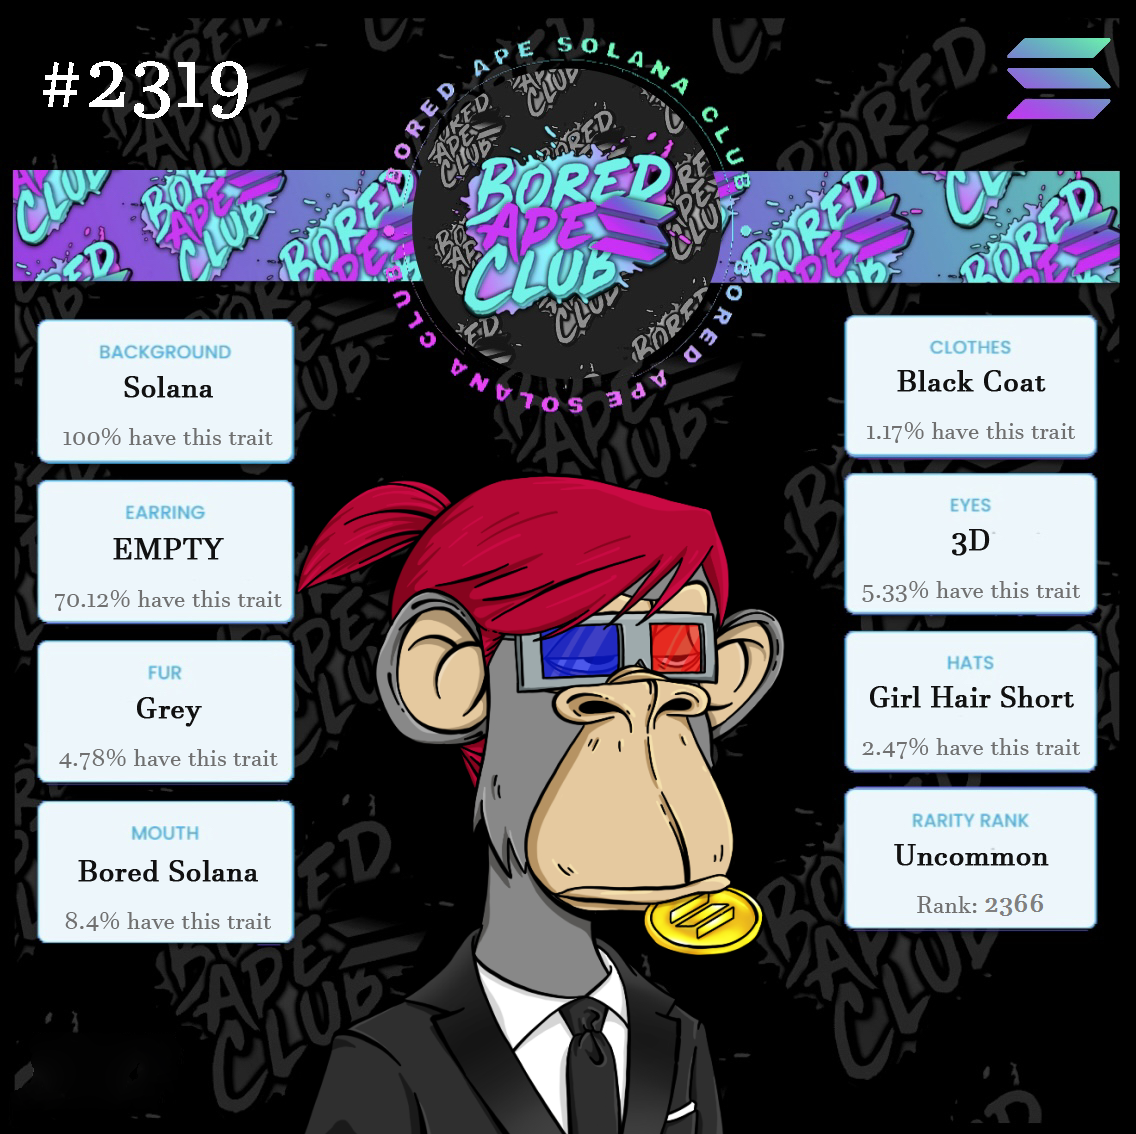 #2319
BORED APE SOLANA CLUB
BORED APE SOLANA CLUB
BORED
APE
CLUB
BACKGROUND
Solana
100% have this trait
EARRING
EMPTY
70.12% have this trait
FUR
Grey
4.78% have this trait
MOUTH
Bored Solana
8.4% have this trait
CLOTHES
Black Coat
1.17% have this trait
EYES
3D
5.33% have this trait
HATS
Girl Hair Short
2.47% have this trait
RARITY RANK
Uncommon
Rank: 2366